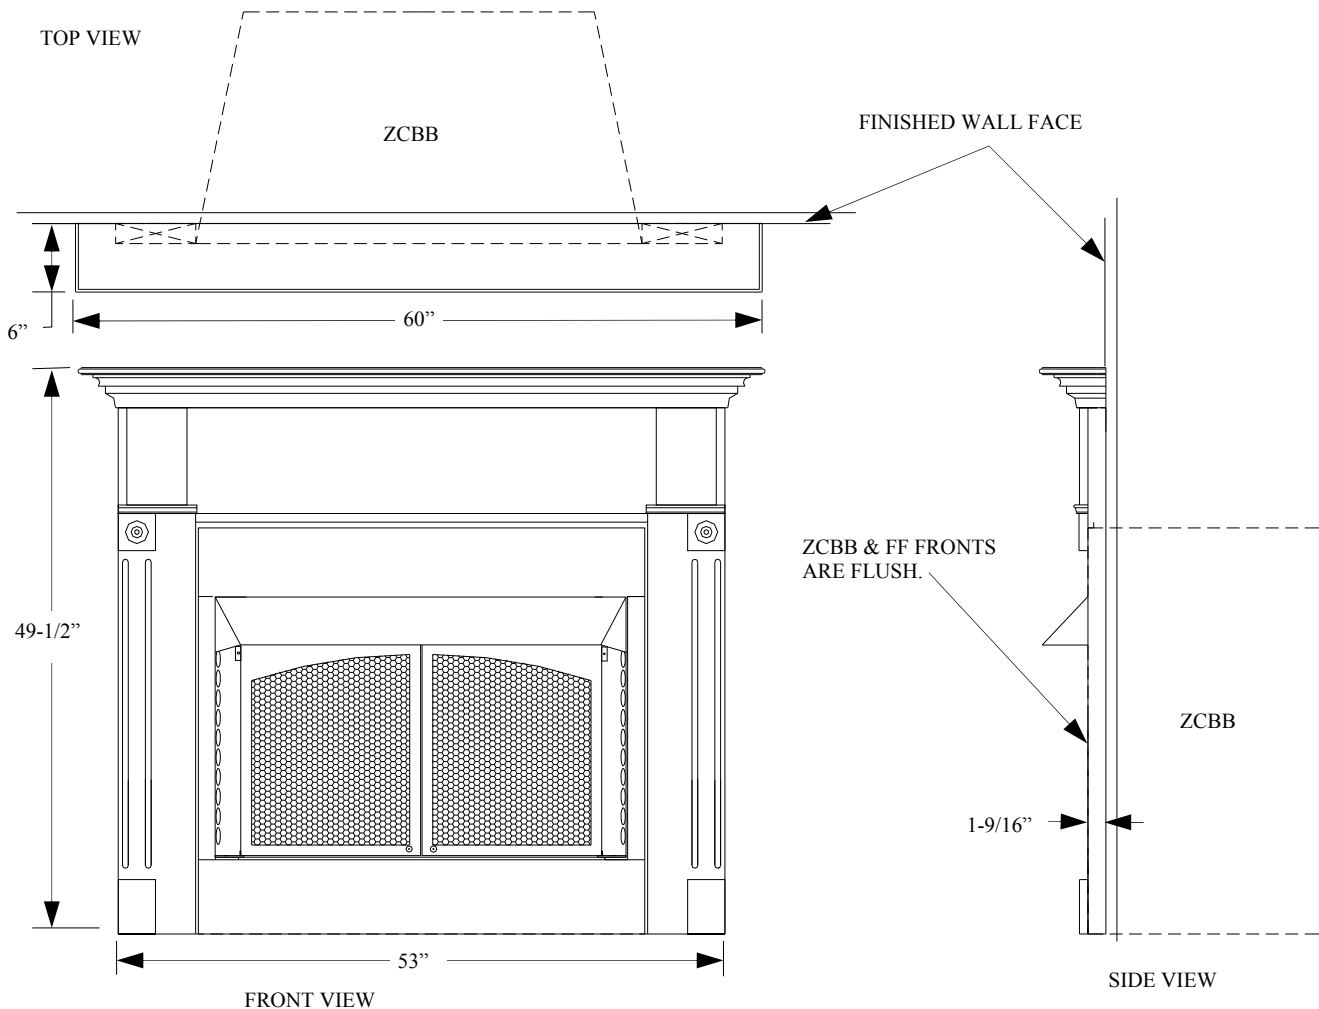 TOP VIEW
ZCBB
FINISHED WALL FACE
6”
60”
49-1/2”
ZCBB & FF FRONTS
ARE FLUSH.
ZCBB
1-9/16”
53”
FRONT VIEW
SIDE VIEW